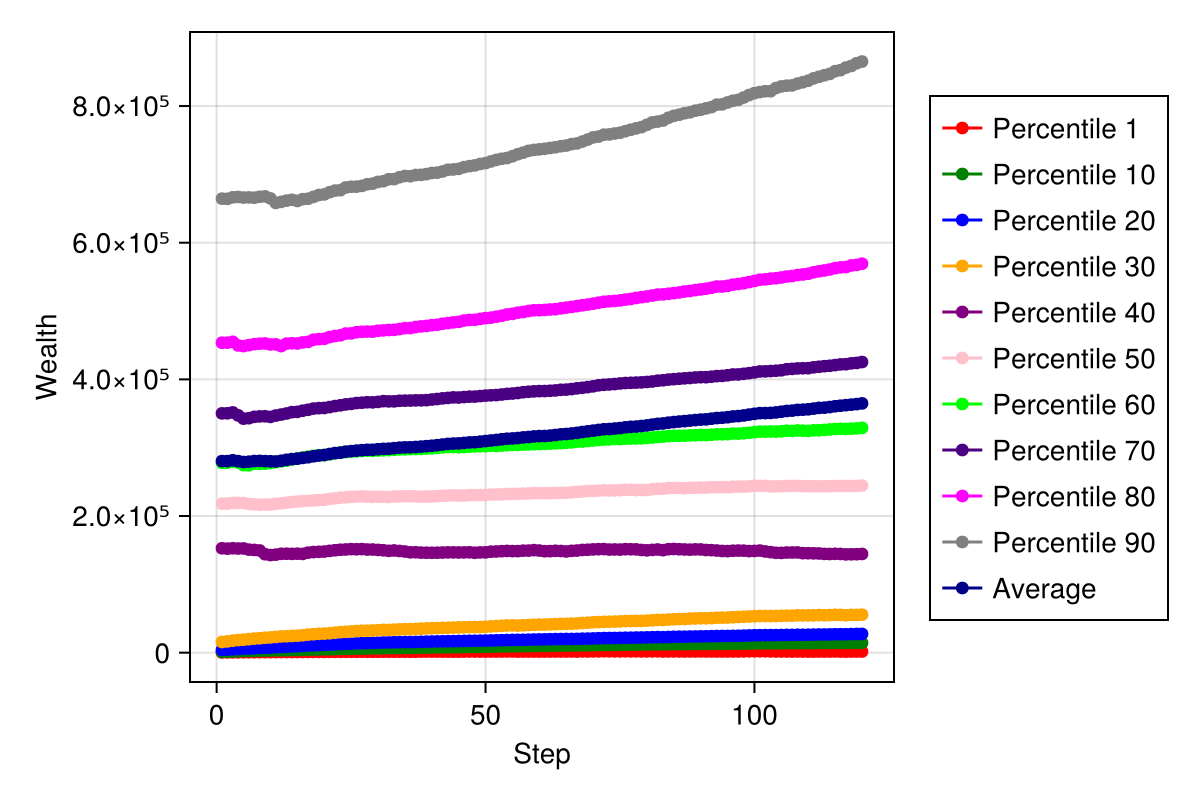 8.0×10⁵
6.0×10⁵
4.0×10⁵
2.0×10⁵
0
Wealth
0 50 100
Step
Percentile 1
Percentile 10
Percentile 20
Percentile 30
Percentile 40
Percentile 50
Percentile 60
Percentile 70
Percentile 80
Percentile 90
Average